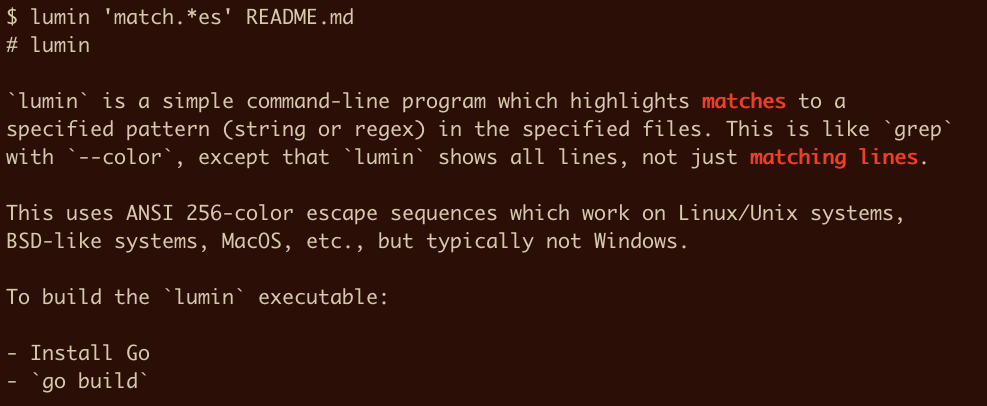 $ lumin 'match.*es' README.md
# lumin
`lumin` is a simple command-line program which highlights matches to a
specified pattern (string or regex) in the specified files. This is like `grep`
with `--color`, except that `lumin` shows all lines, not just matching lines.
This uses ANSI 256-color escape sequences which work on Linux/Unix systems,
BSD-like systems, MacOS, etc., but typically not Windows.
To build the `lumin` executable:
- Install Go
- `go build`